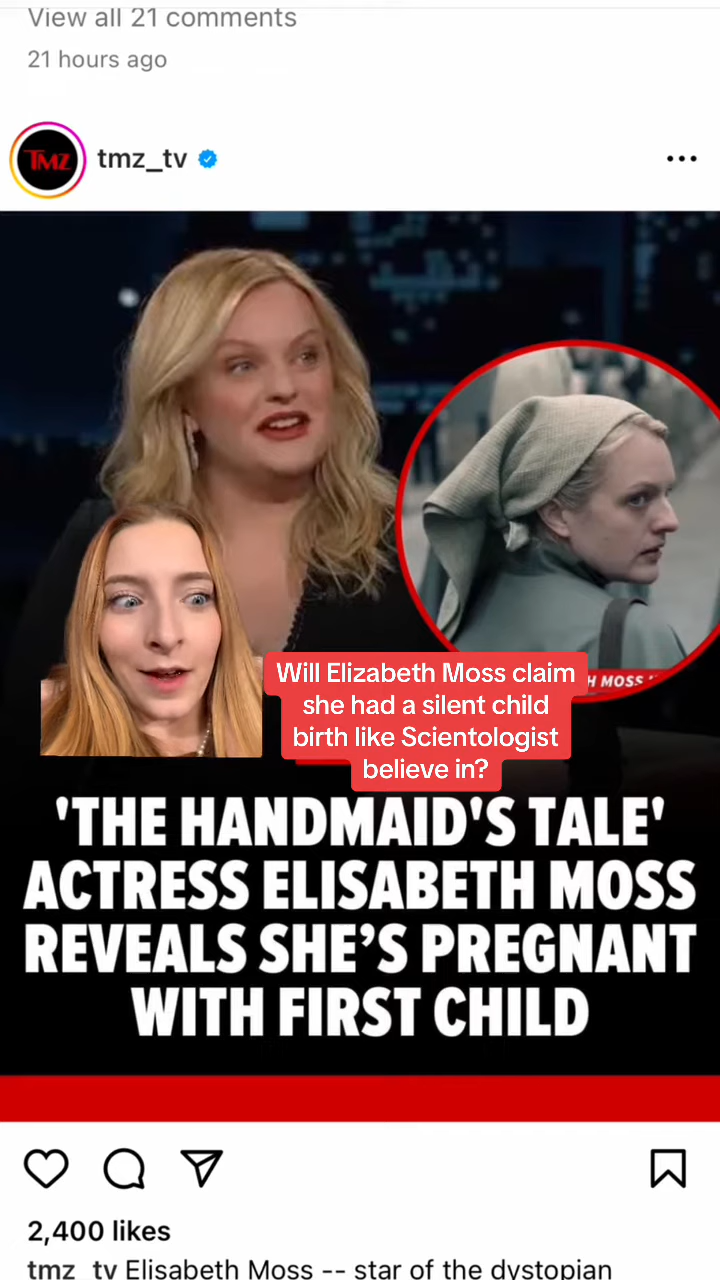 View all 21 comments
21 hours ago
TMZ
tmz_tv
H MOSS
Will Elizabeth Moss claim
she had a silent child
birth like Scientologist
believe in?
'THE HANDMAID'S TALE'
ACTRESS ELISABETH MOSS
REVEALS SHE'S PREGNANT
WITH FIRST CHILD
2,400 likes
tmz_tv Elisabeth Moss -- star of the dystopian